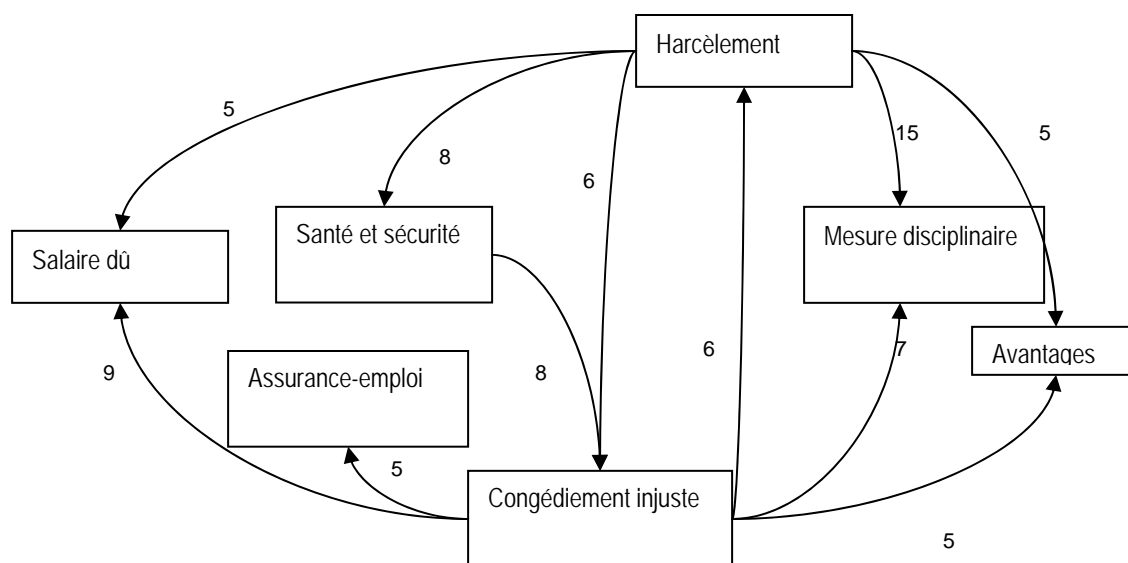 Harcèlement
5
15
5
8
6
Santé et sécurité
Mesure disciplinaire
Salaire dû
6
7
Avantages
9
Assurance-emploi
8
5
Congédiement injuste
5